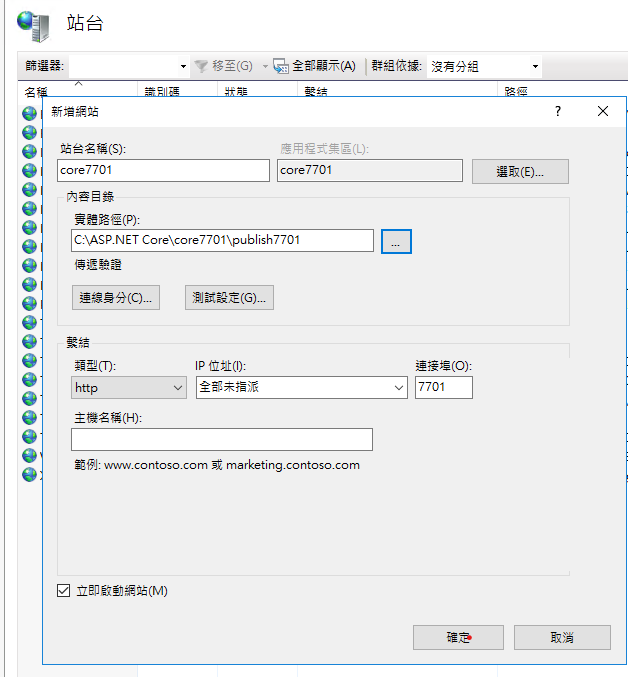 站台
篩選器:
移至(G)
全部顯示(A)
群組依據:
沒有分組
名稱
識別碼
狀態
繫結
路徑
新增網站
?
站台名稱(S):
應用程式集區(L):
core7701
core7701
選取(E)...
內容目錄
實體路徑(P):
C:\ASP.NET Core\core7701\publish7701
...
傳遞驗證
連線身分(C)...
測試設定(G)...
繫結
類型(T):
IP 位址(I):
連接埠(O):
http
全部未指派
7701
主機名稱(H):
範例: www.contoso.com 或 marketing.contoso.com
立即啟動網站(M)
確定
取消